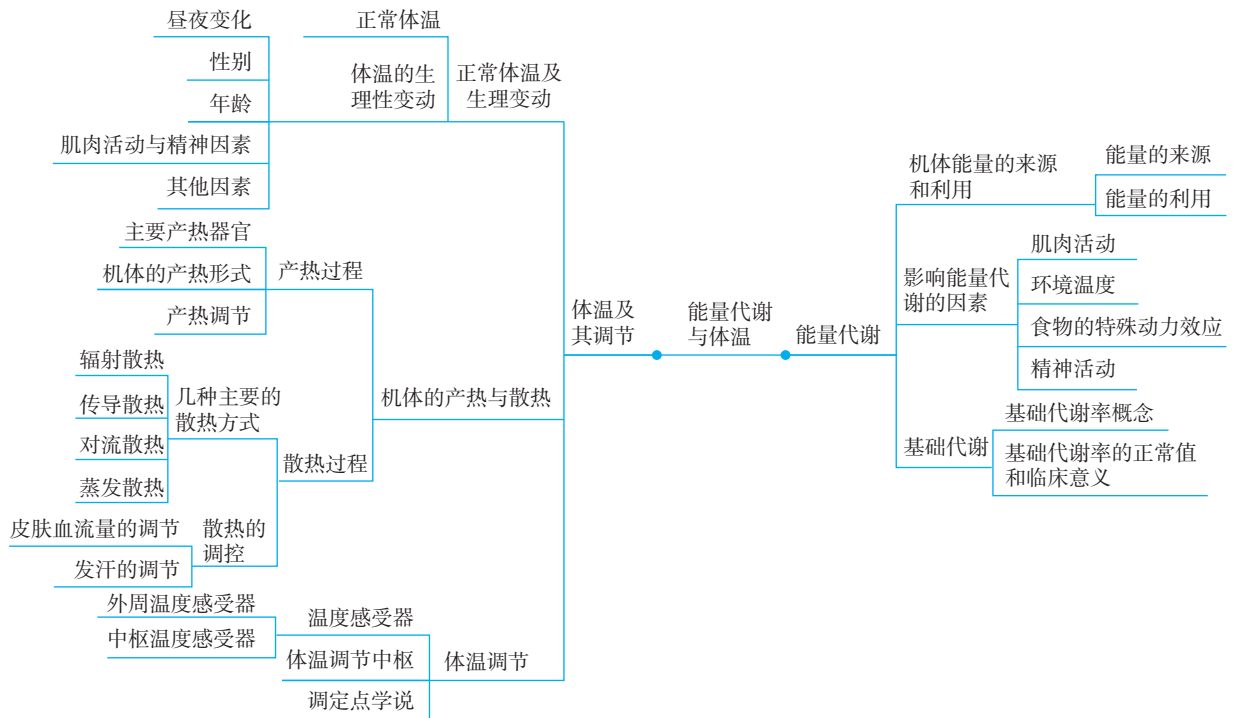 昼夜变化
性别
年龄
肌肉活动与精神因素
其他因素
正常体温
体温的生
理性变动
正常体温及
生理变动
主要产热器官
机体的产热形式
产热调节
产热过程
辐射散热
传导散热
对流散热
蒸发散热
几种主要的
散热方式
皮肤血流量的调节
发汗的调节
散热的
调控
散热过程
机体的产热与散热
外周温度感受器
中枢温度感受器
温度感受器
体温调节中枢
调定点学说
体温调节
体温及
其调节
能量代谢
与体温
能量代谢
机体能量的来源
和利用
能量的来源
能量的利用
影响能量代
谢的因素
肌肉活动
环境温度
食物的特殊动力效应
精神活动
基础代谢
基础代谢率概念
基础代谢率的正常值
和临床意义